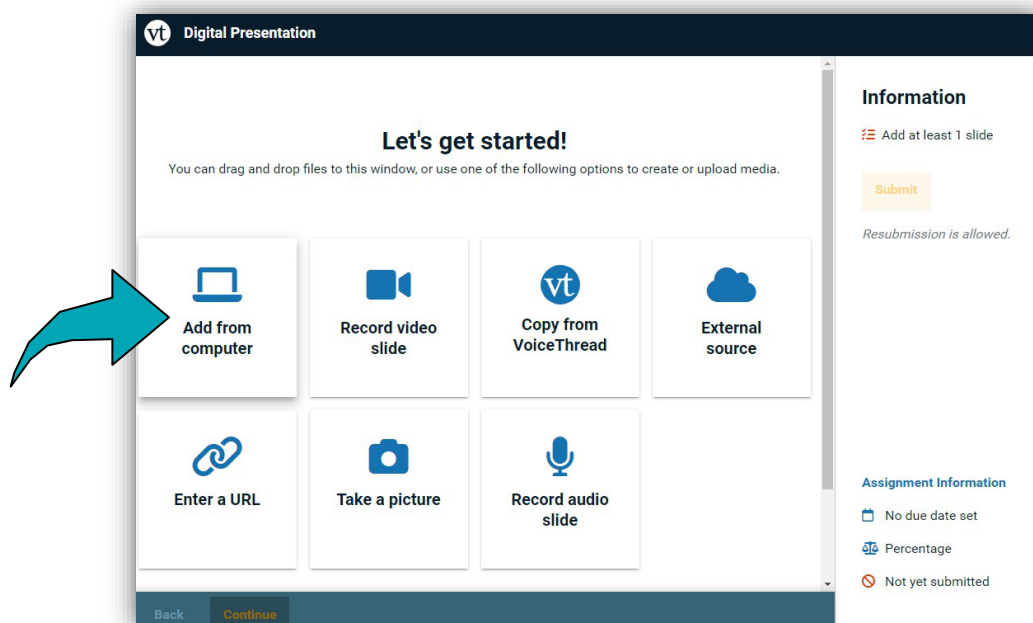 vt Digital Presentation
Let's get started!
You can drag and drop files to this window, or use one of the following options to create or upload media.
Add from
computer
Record video
slide
vt
Copy from
VoiceThread
External
source
Enter a URL
Take a picture
Record audio
slide
Back Continue
Information
Add at least 1 slide
Submit
Resubmission is allowed.
Assignment Information
No due date set
Percentage
Not yet submitted